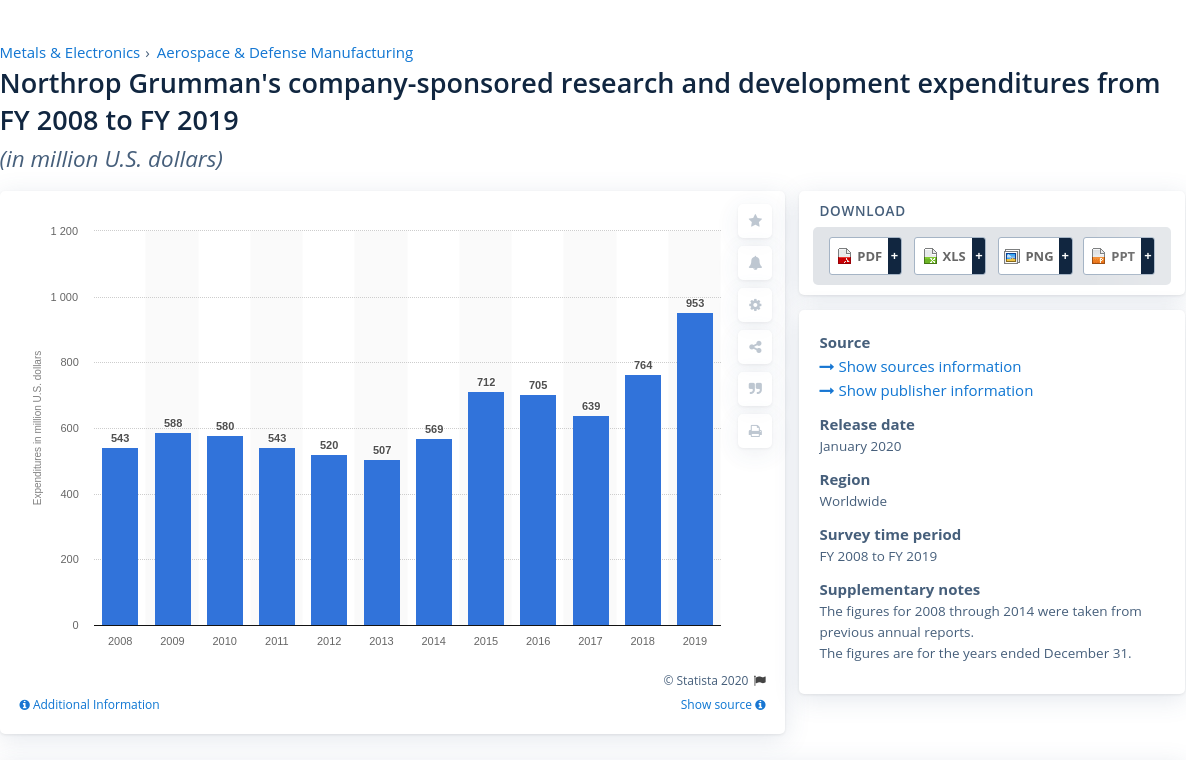 Metals & Electronics › Aerospace & Defense Manufacturing
Northrop Grumman's company-sponsored research and development expenditures from
FY 2008 to FY 2019
(in million U.S. dollars)
DOWNLOAD
PDF + XLS + PNG + PPT +
Expenditures in million U.S. dollars
1 200
1 000
800
600
400
200
0
543 588 580 543 520 507 569 712 705 639 764 953
2008 2009 2010 2011 2012 2013 2014 2015 2016 2017 2018 2019
© Statista 2020
Additional Information
Show source
Source
Show sources information
Show publisher information
Release date
January 2020
Region
Worldwide
Survey time period
FY 2008 to FY 2019
Supplementary notes
The figures for 2008 through 2014 were taken from
previous annual reports.
The figures are for the years ended December 31.